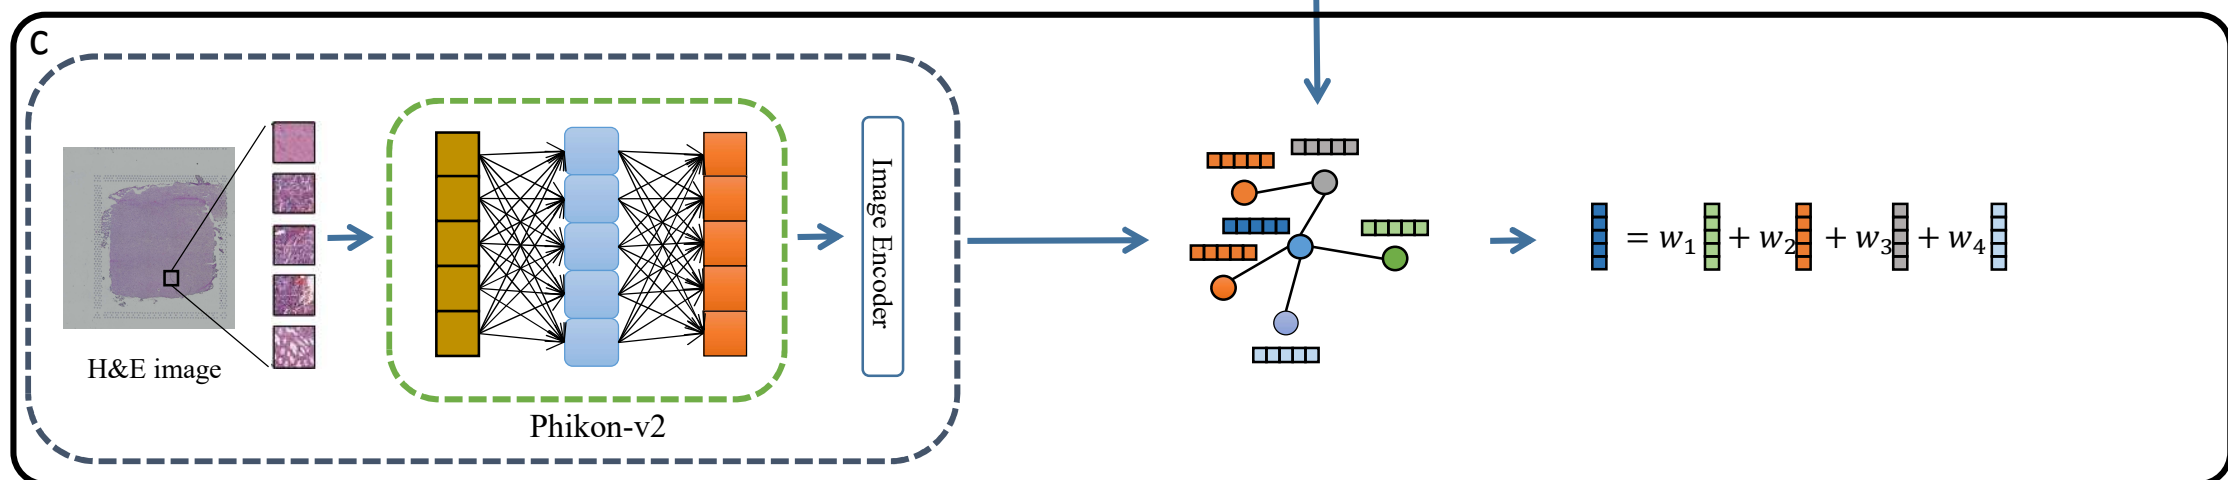 C
H&E image
Phikon-v2
Image Encoder
= w₁ + w₂ + w₃ + w₄